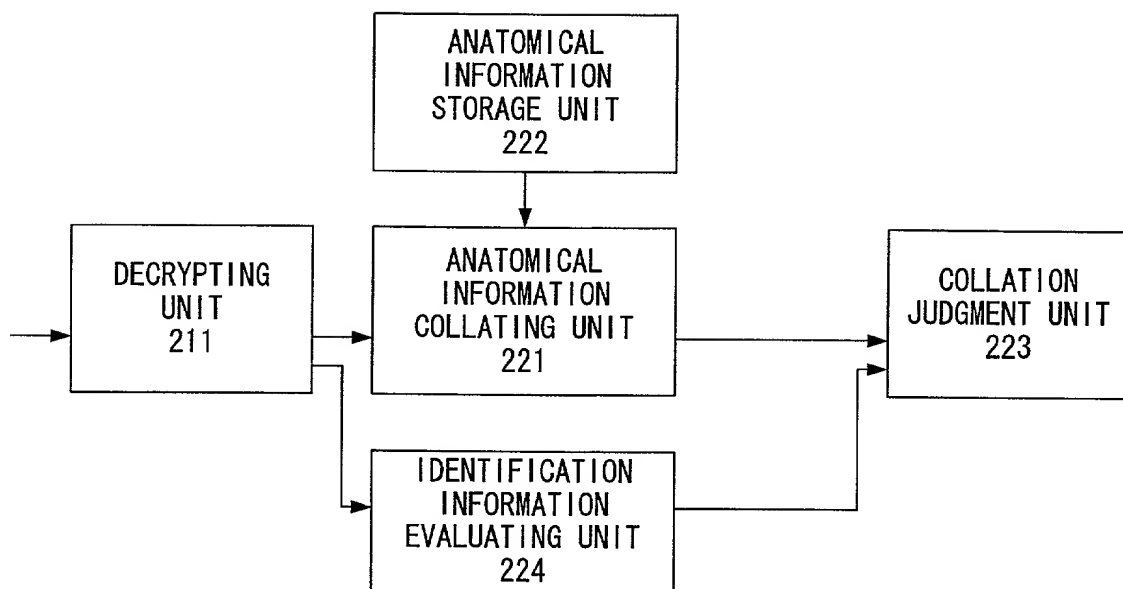 ANATOMICAL
INFORMATION
STORAGE UNIT
222
DECRYPTING
UNIT
211
ANATOMICAL
INFORMATION
COLLATING UNIT
221
COLLATION
JUDGMENT UNIT
223
IDENTIFICATION
INFORMATION
EVALUATING UNIT
224